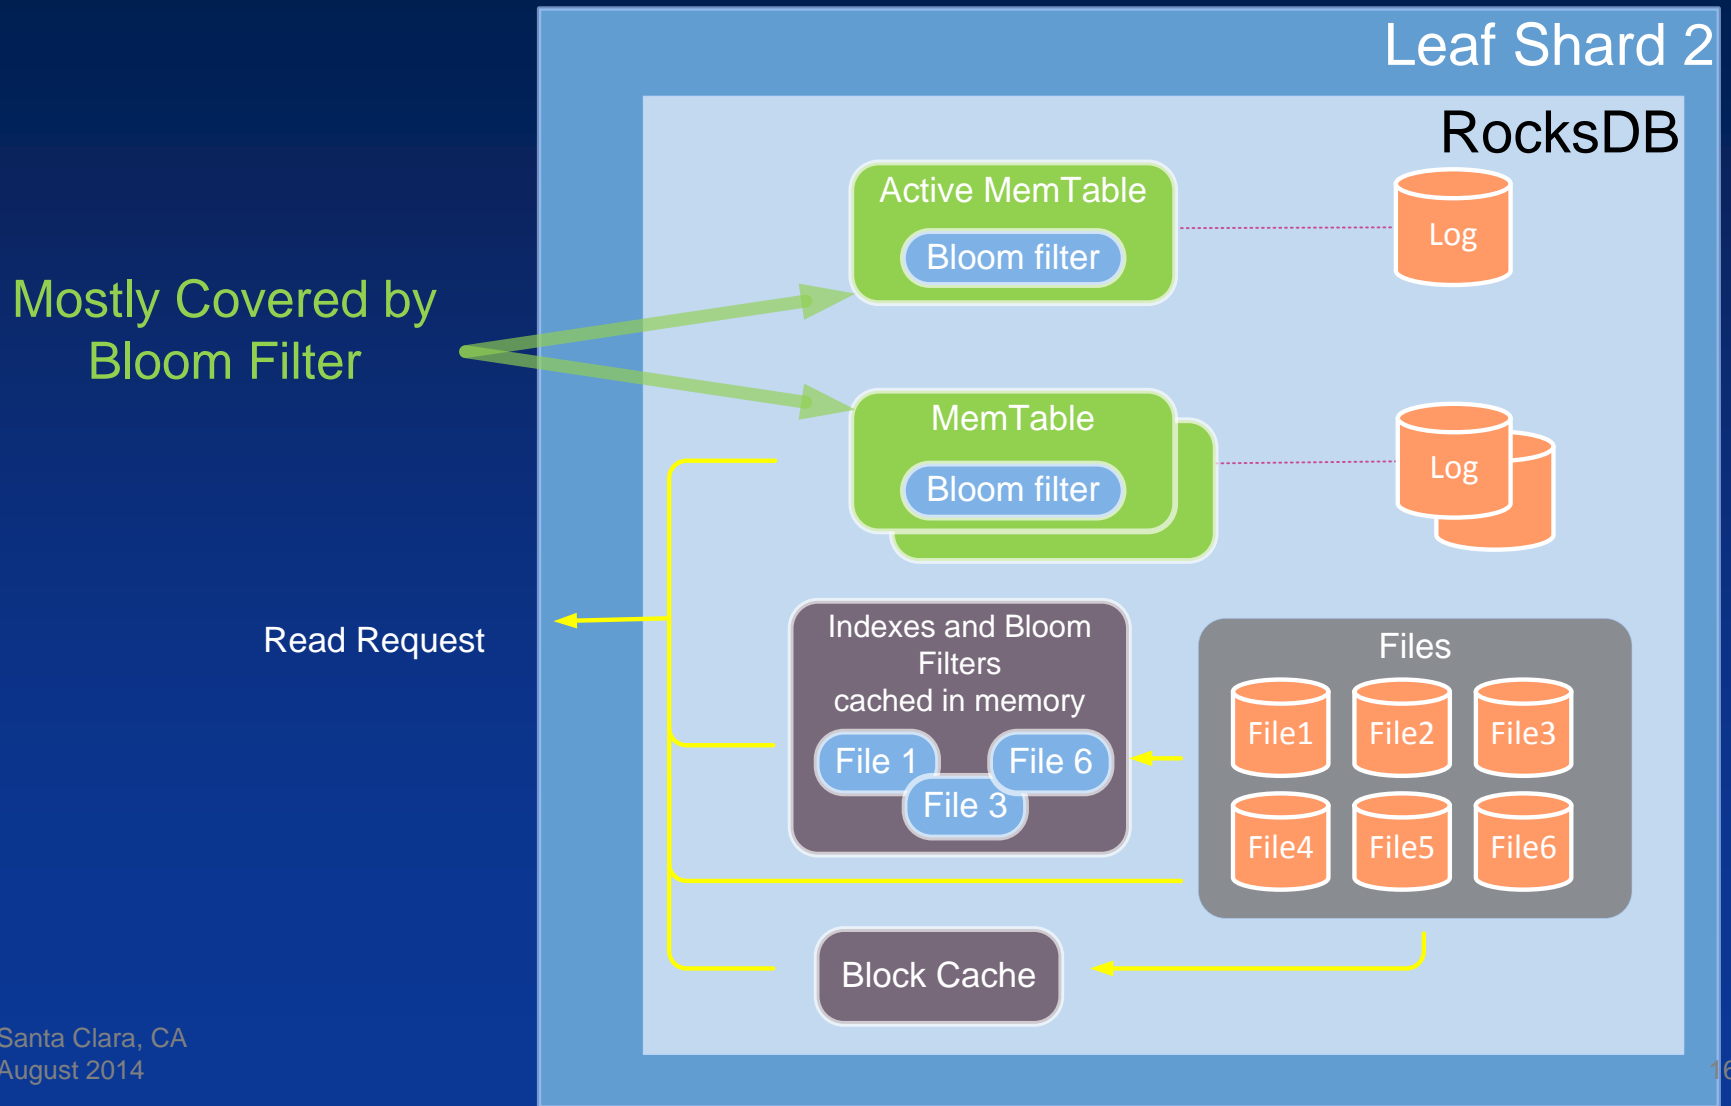 Leaf Shard 2
RocksDB
Active MemTable
Bloom filter
Log
Mostly Covered by
Bloom Filter
MemTable
Bloom filter
Log
Read Request
Indexes and Bloom
Filters
cached in memory
File 1
File 6
File 3
Files
File1
File2
File3
File4
File5
File6
Block Cache
Santa Clara, CA
August 2014
16